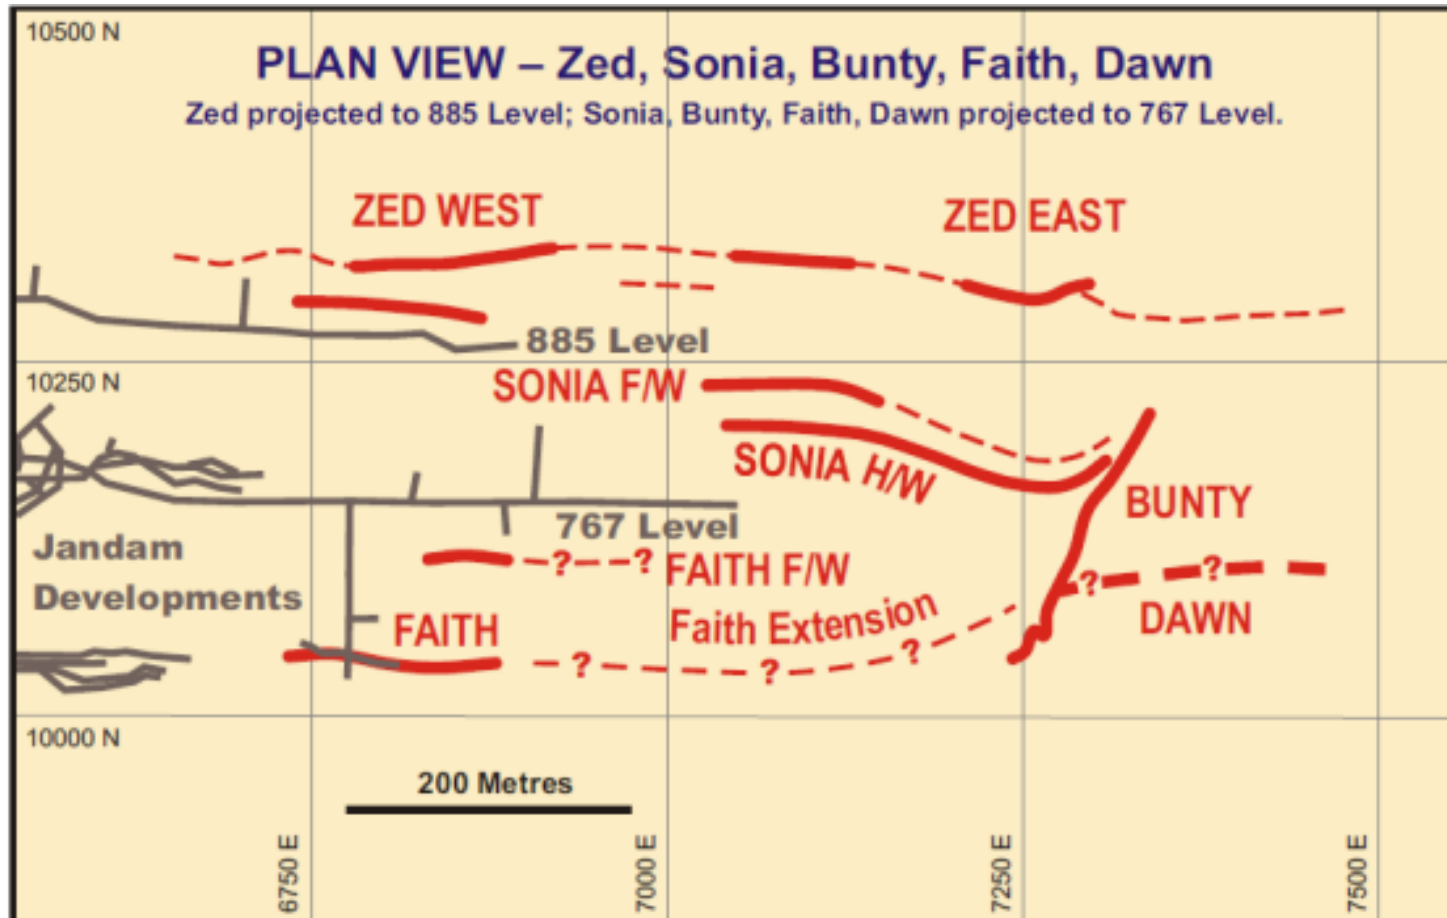 10500 N
PLAN VIEW – Zed, Sonia, Bunty, Faith, Dawn
Zed projected to 885 Level; Sonia, Bunty, Faith, Dawn projected to 767 Level.
ZED WEST
ZED EAST
885 Level
10250 N
SONIA F/W
SONIA H/W
BUNTY
767 Level
Jandam
Developments
? ? FAITH F/W
? ?
DAWN
FAITH
Faith Extension
? ? ?
10000 N
200 Metres
6750 E
7000 E
7250 E
7500 E